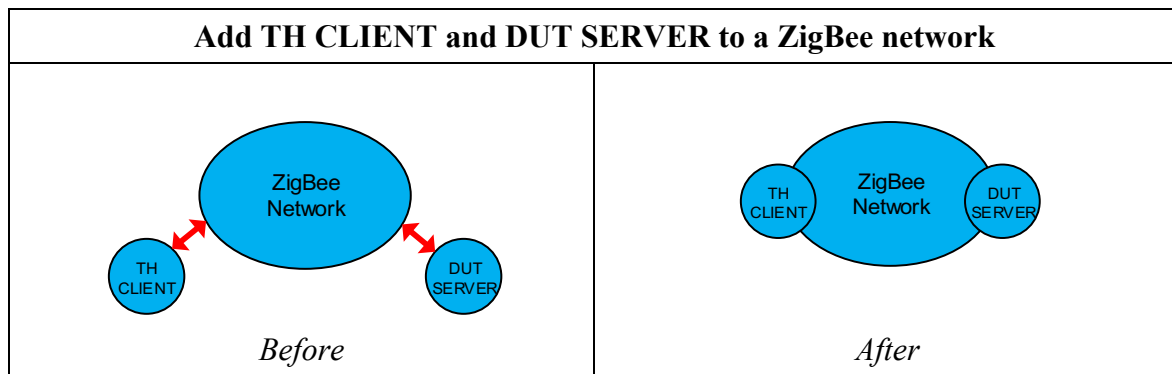 Add TH CLIENT and DUT SERVER to a ZigBee network
ZigBee
Network
TH
CLIENT
DUT
SERVER
Before
TH
CLIENT
ZigBee
Network
DUT
SERVER
After